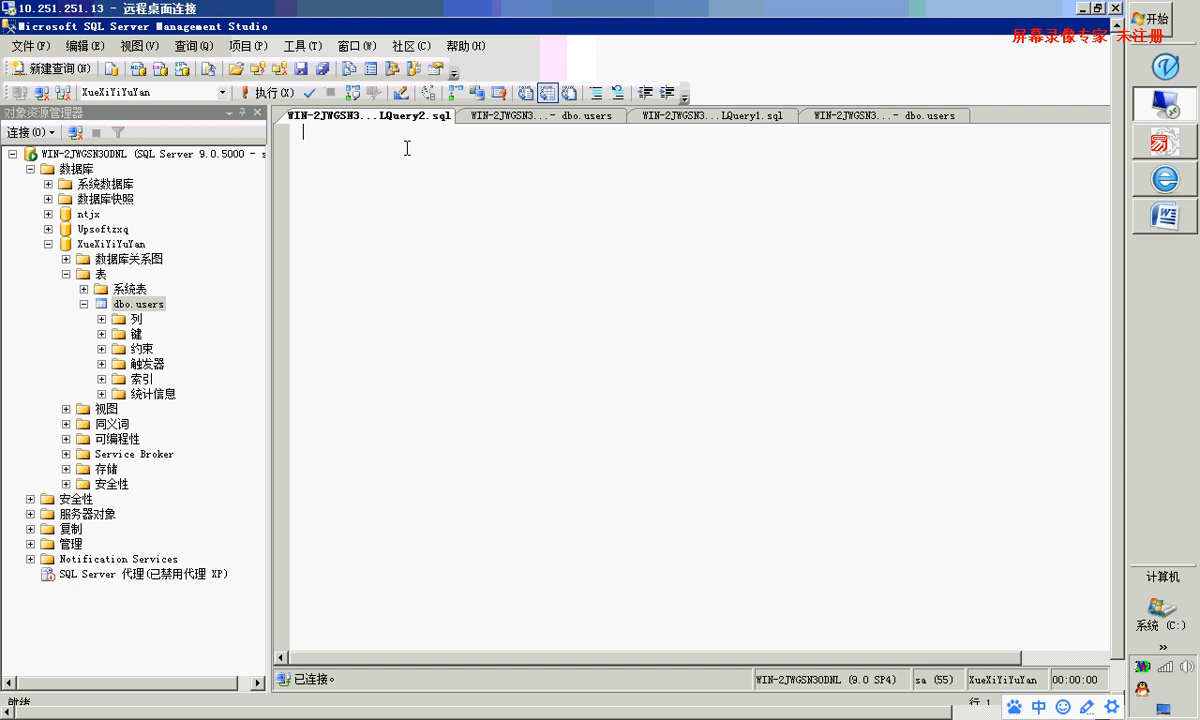 10.251.251.13 - 远程桌面连接
Microsoft SQL Server Management Studio
文件(F) 编辑(E) 视图(V) 查询(Q) 项目(P) 工具(T) 窗口(W) 社区(C) 帮助(H)
新建查询(N)
XueXiYiYuYan 执行(X)
对象资源管理器
连接(O)
WIN-2JWGSN3...LQuery2.sql WIN-2JWGSN3...- dbo.users WIN-2JWGSN3...LQuery1.sql WIN-2JWGSN3...- dbo.users
WIN-2JWGSN3ODNL (SQL Server 9.0.5000 - s
数据库
系统数据库
数据库快照
ntjx
Upsoftzxq
XueXiYiYuYan
数据库关系图
表
系统表
dbo.users
列
键
约束
触发器
索引
统计信息
视图
同义词
可编程性
Service Broker
存储
安全性
安全性
服务器对象
复制
管理
Notification Services
SQL Server 代理(已禁用代理 XP)
已连接。 WIN-2JWGSN3ODNL (9.0 SP4) sa (55) XueXiYiYuYan 00:00:00
就绪 行 1
开始
屏幕录像专家 未注册
计算机
系统 (C:)
中